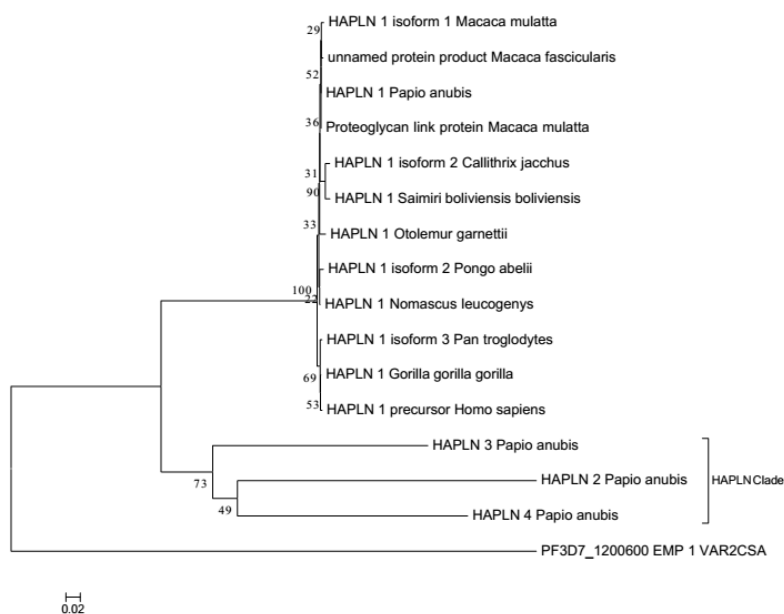 HAPLN 1 isoform 1 Macaca mulatta
29
unnamed protein product Macaca fascicularis
52
HAPLN 1 Papio anubis
36
Proteoglycan link protein Macaca mulatta
HAPLN 1 isoform 2 Callithrix jacchus
31
90
HAPLN 1 Saimiri boliviensis boliviensis
33
HAPLN 1 Otolemur garnettii
HAPLN 1 isoform 2 Pongo abelii
100
22
HAPLN 1 Nomascus leucogenys
HAPLN 1 isoform 3 Pan troglodytes
69
HAPLN 1 Gorilla gorilla gorilla
53
HAPLN 1 precursor Homo sapiens
HAPLN 3 Papio anubis
73
HAPLN 2 Papio anubis
HAPLN Clade
49
HAPLN 4 Papio anubis
PF3D7_1200600 EMP 1 VAR2CSA
0.02